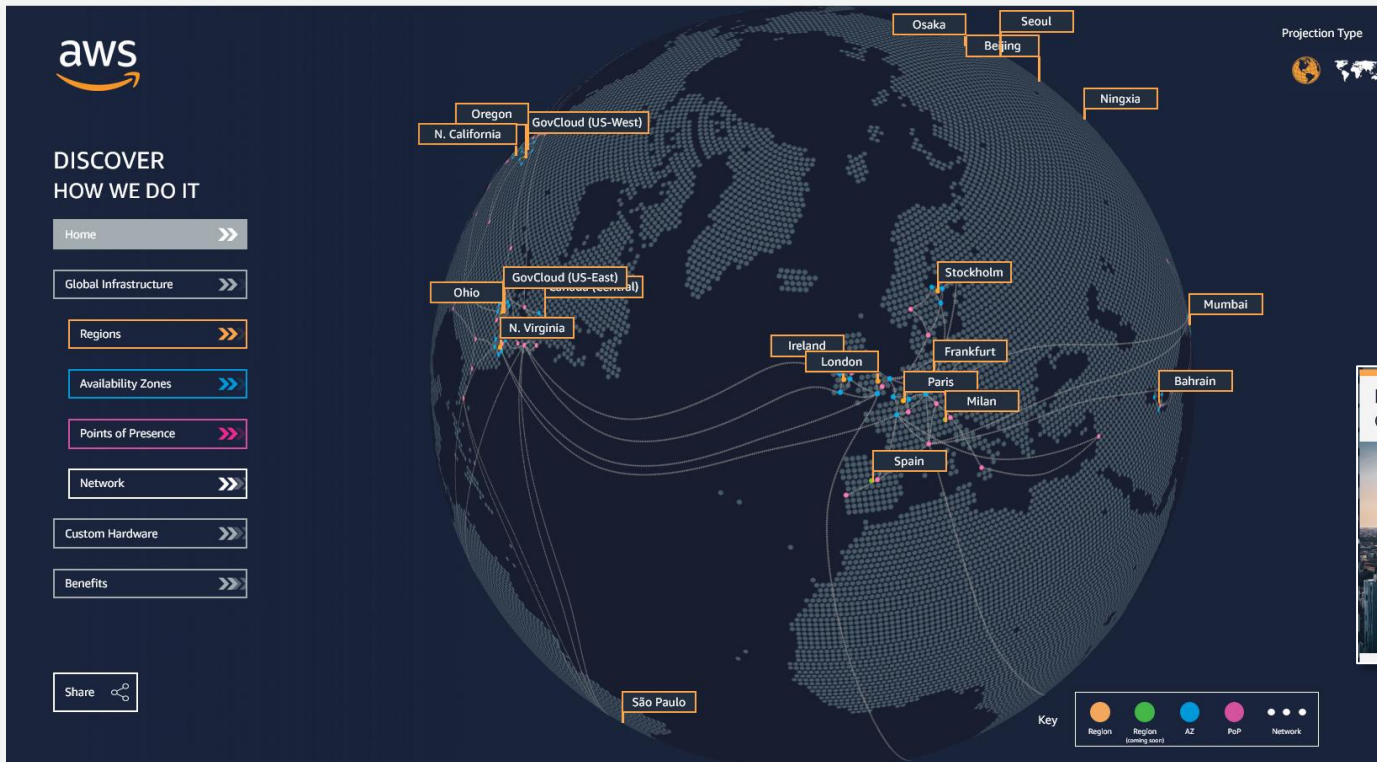 aws
DISCOVER
HOW WE DO IT
Home
Global Infrastructure
Regions
Availability Zones
Points of Presence
Network
Custom Hardware
Benefits
Share
Osaka
Seoul
Beijing
Ningxia
Oregon
GovCloud (US-West)
N. California
GovCloud (US-East)
Canada (Central)
Ohio
N. Virginia
Stockholm
Mumbai
Ireland
London
Frankfurt
Paris
Milan
Bahrain
Spain
São Paulo
Projection Type
Key
Region
Region
(coming soon)
AZ
PoP
Network